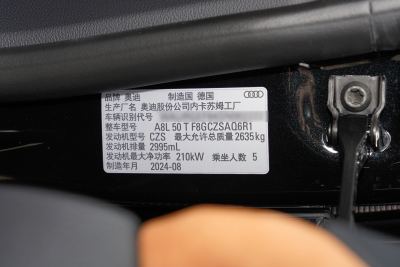 品牌 奥迪 制造国 德国
生产厂名 奥迪股份公司内卡苏姆工厂
车辆识别代号
整车型号 A8L 50 T F8GCZSAQ6R1
发动机型号 CZS 最大允许总质量 2635kg
发动机排量 2995mL
发动机最大净功率 210kW 乘坐人数 5
制造年月 2024-08